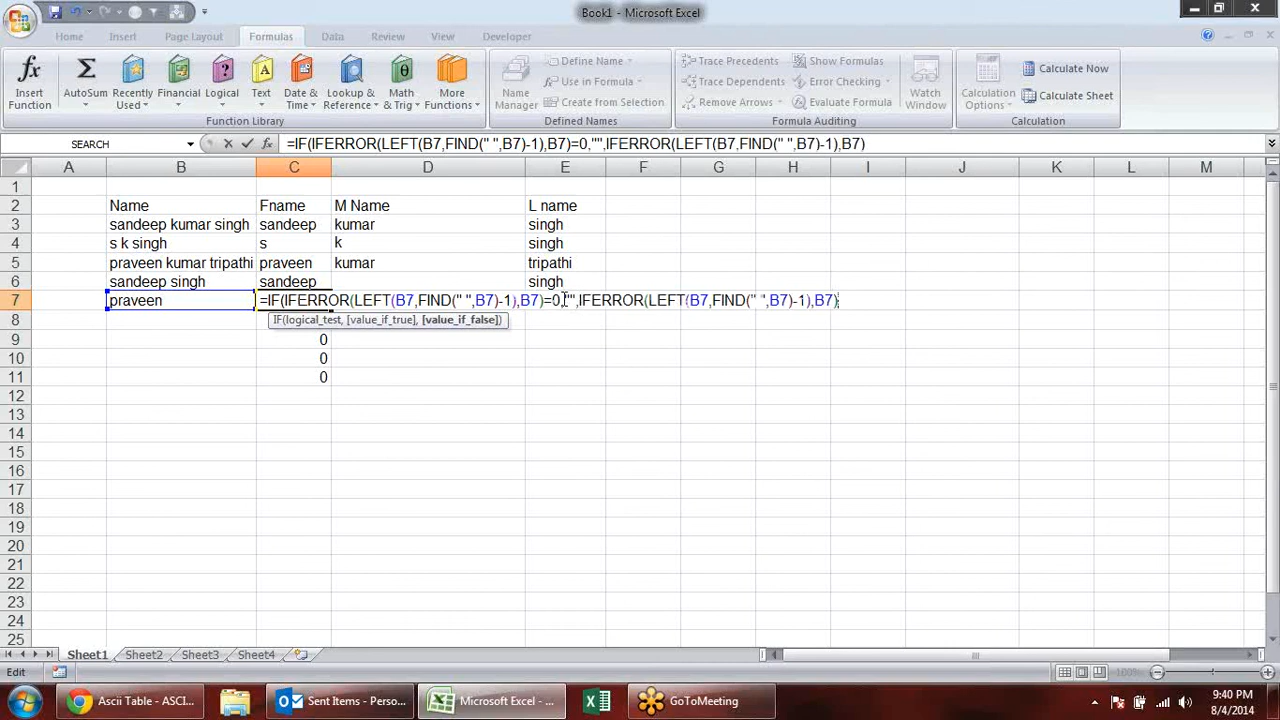 Book1 - Microsoft Excel
Home Insert Page Layout Formulas Data Review View Developer
Insert Function AutoSum Recently Used Financial Logical Text Date & Time Lookup & Reference Math & Trig More Functions Name Manager Define Name Use in Formula Create from Selection Trace Precedents Trace Dependents Remove Arrows Show Formulas Error Checking Evaluate Formula Watch Window Calculation Options Calculate Now Calculate Sheet
Function Library Defined Names Formula Auditing Calculation
SEARCH =IF(IFERROR(LEFT(B7,FIND(" ",B7)-1),B7)=0,"",IFERROR(LEFT(B7,FIND(" ",B7)-1),B7)
A B C D E F G H I J K L M
1
2 Name Fname M Name L name
3 sandeep kumar singh sandeep kumar singh
4 s k singh s k singh
5 praveen kumar tripathi praveen kumar tripathi
6 sandeep singh sandeep singh
7 praveen =IF(IFERROR(LEFT(B7,FIND(" ",B7)-1),B7)=0,"",IFERROR(LEFT(B7,FIND(" ",B7)-1),B7)
8 IF(logical_test, [value_if_true], [value_if_false])
9 0
10 0
11 0
12
13
14
15
16
17
18
19
20
21
22
23
24
25
Sheet1 Sheet2 Sheet3 Sheet4
Edit 100%
Ascii Table - ASCI... Sent Items - Perso... Microsoft Excel - ... GoToMeeting 9:40 PM
8/4/2014